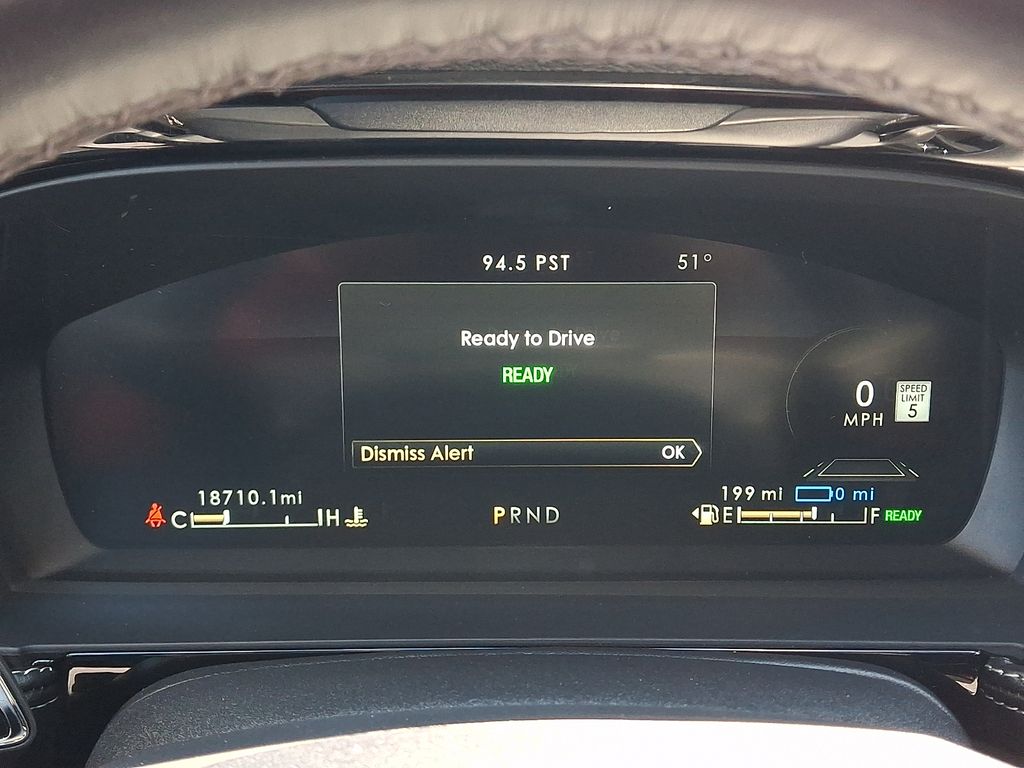 94.5 PST 51°
Ready to Drive
READY
0
MPH
SPEED
LIMIT
5
Dismiss Alert OK
18710.1mi
199 mi 0 mi
C H
PRND
E F READY